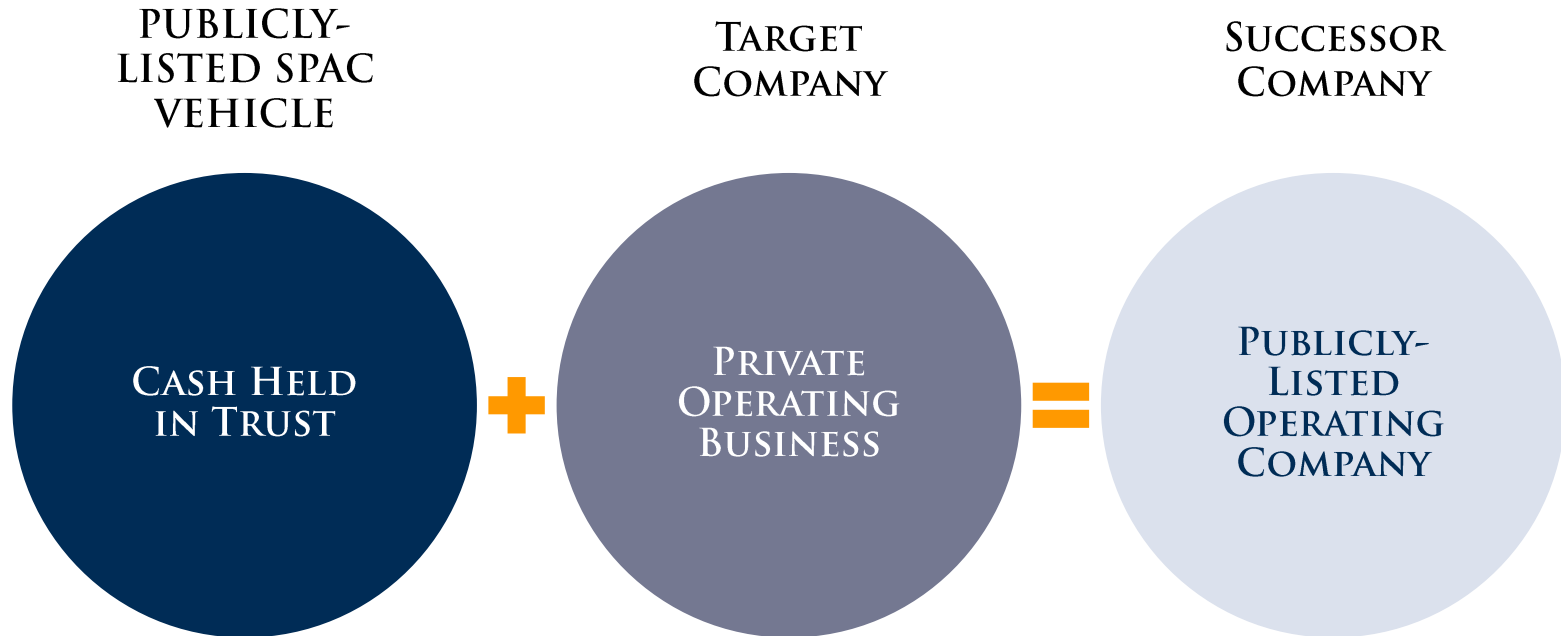 PUBLICLY-
LISTED SPAC
VEHICLE
TARGET
COMPANY
SUCCESSOR
COMPANY
CASH HELD
IN TRUST
+
PRIVATE
OPERATING
BUSINESS
=
PUBLICLY-
LISTED
OPERATING
COMPANY